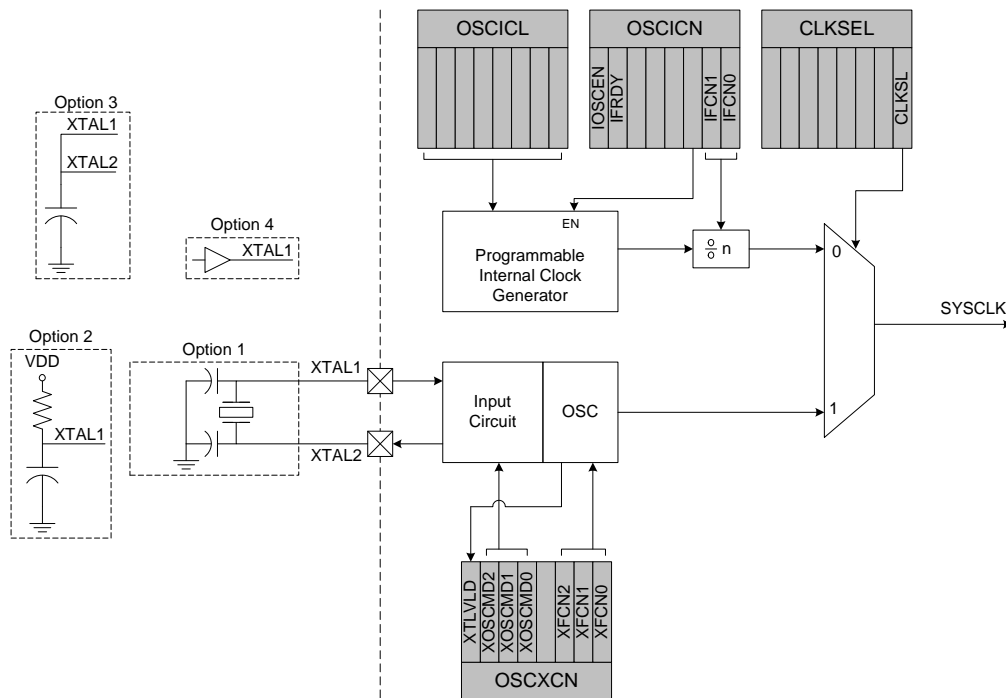 OSCICL
OSCICN
CLKSEL
IOSCEN
IFRDY
IFCN1
IFCN0
CLKSL
Option 3
XTAL1
XTAL2
Option 4
XTAL1
EN
Programmable
Internal Clock
Generator
n
0
SYSCLK
Option 2
VDD
XTAL1
Option 1
XTAL1
XTAL2
Input
Circuit
OSC
1
XTLVLD
XOSCMD2
XOSCMD1
XOSCMD0
XFCN2
XFCN1
XFCN0
OSCXCN